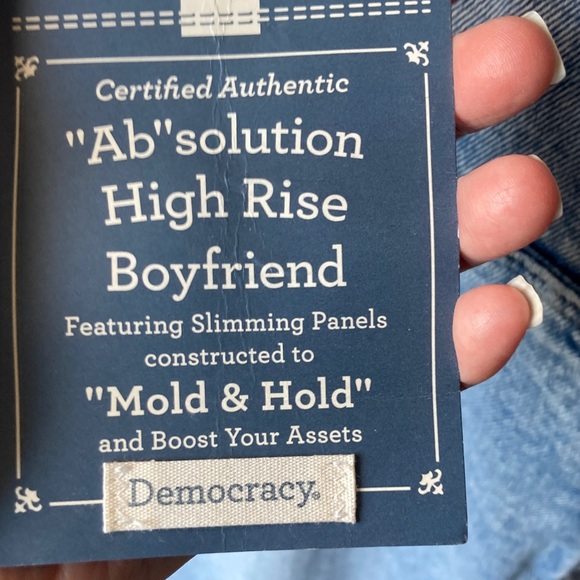 Certified Authentic
"Ab"solution
High Rise
Boyfriend
Featuring Slimming Panels
constructed to
"Mold & Hold"
and Boost Your Assets
Democracy®